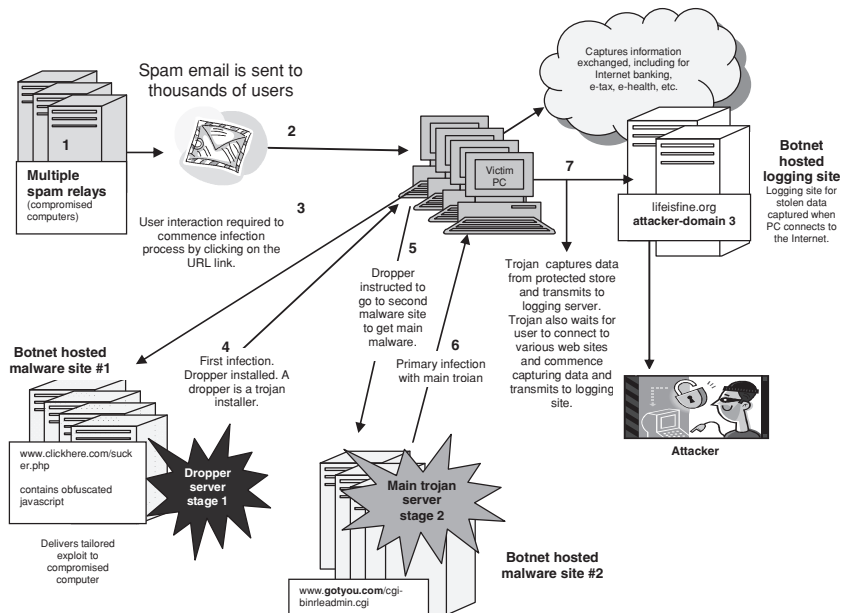 Spam email is sent to
thousands of users
1
Multiple
spam relays
(compromised
computers)
2
Captures information
exchanged, including for
Internet banking,
e-tax, e-health, etc.
Victim
PC
7
lifeisfine.org
attacker-domain 3
Botnet
hosted
logging site
Logging site for
stolen data
captured when
PC connects to
the Internet.
3
User interaction required to
commence infection
process by clicking on the
URL link.
4
First infection.
Dropper installed. A
dropper is a trojan
installer.
5
Dropper
instructed to
go to second
malware site
to get main
malware.
6
Primary infection
with main troian
Trojan captures data
from protected store
and transmits to
logging server.
Trojan also waits for
user to connect to
various web sites
and commence
capturing data and
transmits to logging
site.
Attacker
Botnet hosted
malware site #1
www.clickhere.com/suck
er.php
contains obfuscated
javascript
Dropper
server
stage 1
Delivers tailored
exploit to
compromised
computer
Main trojan
server
stage 2
Botnet hosted
malware site #2
www.gotyou.com/cgi-
binrleadmin.cgi